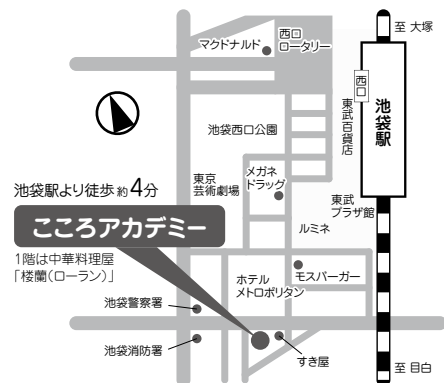 至 大塚
マクドナルド
西口
ロータリー
西口
池袋駅
東武百貨店
池袋西口公園
東京
芸術劇場
メガネ
ドラッグ
東武
プラザ館
ルミネ
池袋駅より徒歩 約4分
こころアカデミー
1階は中華料理屋
「楼蘭(ローラン)」
ホテル
メトロポリタン
モスバーガー
池袋警察署
池袋消防署
すき屋
至 目白